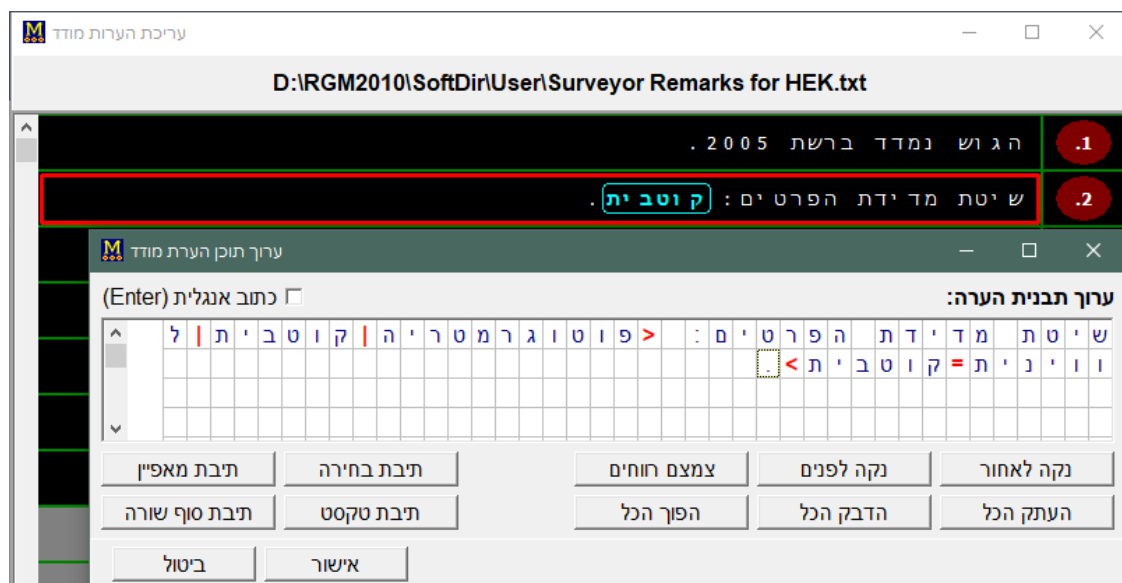 עריכת הערות מודד
D:\RGM2010\SoftDir\User\Surveyor Remarks for HEK.txt
.1 הגוש נמדד ברשת 2005.
.2 שיטת מדידת הפרטים: קוטבית.
ערוך תוכן הערת מודד
ערוך תבנית הערה: כתוב אנגלית (Enter)
שיטת מדידת הפרטים: <פוטוגרמטריה|קוטבית|ל
ווינית=קוטבית>.
נקה לאחור נקה לפנים צמצם רווחים תיבת בחירה תיבת מאפיין
העתק הכל הדבק הכל הפוך הכל תיבת טקסט תיבת סוף שורה
אישור ביטול